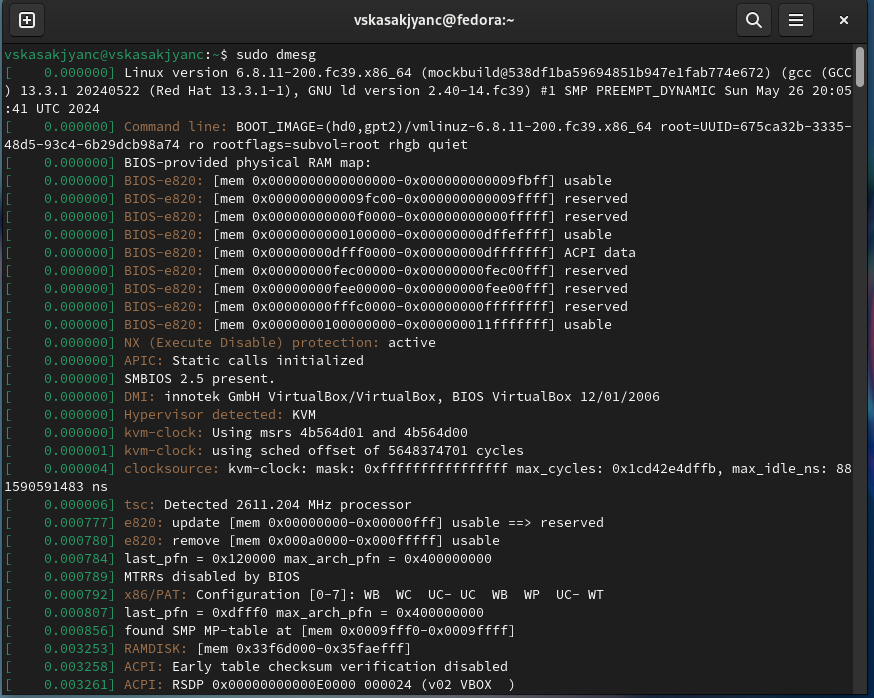 vskasakjyanc@fedora:~
vskasakjyanc@vskasakjyanc:~$ sudo dmesg
[    0.000000] Linux version 6.8.11-200.fc39.x86_64 (mockbuild@538df1ba59694851b947e1fab774e672) (gcc (GCC
) 13.3.1 20240522 (Red Hat 13.3.1-1), GNU ld version 2.40-14.fc39) #1 SMP PREEMPT_DYNAMIC Sun May 26 20:05
:41 UTC 2024
[    0.000000] Command line: BOOT_IMAGE=(hd0,gpt2)/vmlinuz-6.8.11-200.fc39.x86_64 root=UUID=675ca32b-3335-
48d5-93c4-6b29dcb98a74 ro rootflags=subvol=root rhgb quiet
[    0.000000] BIOS-provided physical RAM map:
[    0.000000] BIOS-e820: [mem 0x0000000000000000-0x000000000009fbff] usable
[    0.000000] BIOS-e820: [mem 0x000000000009fc00-0x000000000009ffff] reserved
[    0.000000] BIOS-e820: [mem 0x00000000000f0000-0x00000000000fffff] reserved
[    0.000000] BIOS-e820: [mem 0x0000000000100000-0x00000000dffeffff] usable
[    0.000000] BIOS-e820: [mem 0x00000000dfff0000-0x00000000dfffffff] ACPI data
[    0.000000] BIOS-e820: [mem 0x00000000fec00000-0x00000000fec00fff] reserved
[    0.000000] BIOS-e820: [mem 0x00000000fee00000-0x00000000fee00fff] reserved
[    0.000000] BIOS-e820: [mem 0x00000000fffc0000-0x00000000ffffffff] reserved
[    0.000000] BIOS-e820: [mem 0x0000000100000000-0x000000011fffffff] usable
[    0.000000] NX (Execute Disable) protection: active
[    0.000000] APIC: Static calls initialized
[    0.000000] SMBIOS 2.5 present.
[    0.000000] DMI: innotek GmbH VirtualBox/VirtualBox, BIOS VirtualBox 12/01/2006
[    0.000000] Hypervisor detected: KVM
[    0.000000] kvm-clock: Using msrs 4b564d01 and 4b564d00
[    0.000001] kvm-clock: using sched offset of 5648374701 cycles
[    0.000004] clocksource: kvm-clock: mask: 0xffffffffffffffff max_cycles: 0x1cd42e4dffb, max_idle_ns: 88
1590591483 ns
[    0.000006] tsc: Detected 2611.204 MHz processor
[    0.000777] e820: update [mem 0x00000000-0x00000fff] usable ==> reserved
[    0.000780] e820: remove [mem 0x000a0000-0x000fffff] usable
[    0.000784] last_pfn = 0x120000 max_arch_pfn = 0x400000000
[    0.000789] MTRRs disabled by BIOS
[    0.000792] x86/PAT: Configuration [0-7]: WB  WC  UC- UC  WB  WP  UC- WT
[    0.000807] last_pfn = 0xdfff0 max_arch_pfn = 0x400000000
[    0.000856] found SMP MP-table at [mem 0x0009fff0-0x0009ffff]
[    0.003253] RAMDISK: [mem 0x33f6d000-0x35faefff]
[    0.003258] ACPI: Early table checksum verification disabled
[    0.003261] ACPI: RSDP 0x00000000000E0000 000024 (v02 VBOX  )